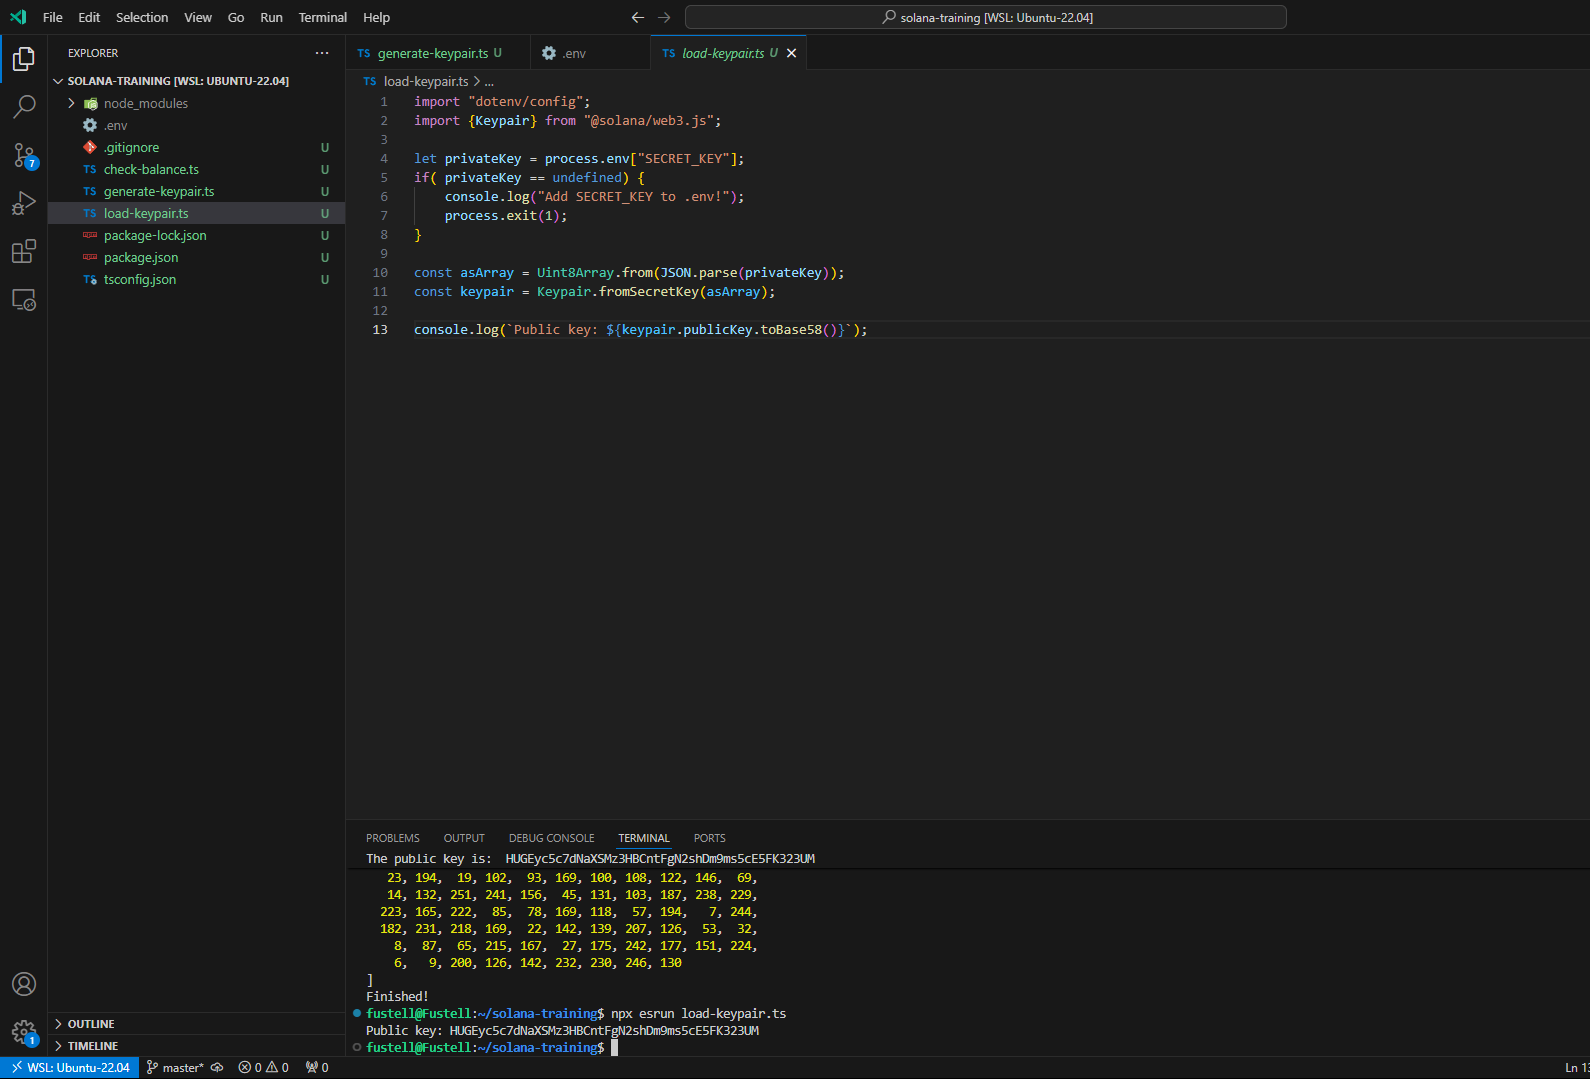 File Edit Selection View Go Run Terminal Help
solana-training [WSL: Ubuntu-22.04]
EXPLORER
SOLANA-TRAINING [WSL: UBUNTU-22.04]
node_modules
.env
.gitignore U
TS check-balance.ts U
TS generate-keypair.ts U
TS load-keypair.ts U
package-lock.json U
package.json U
TS tsconfig.json U
OUTLINE
TIMELINE
7
1
TS generate-keypair.ts U
.env
TS load-keypair.ts U
TS load-keypair.ts > ...
1 import "dotenv/config";
2 import {Keypair} from "@solana/web3.js";
3
4 let privateKey = process.env["SECRET_KEY"];
5 if( privateKey == undefined) {
6 console.log("Add SECRET_KEY to .env!");
7 process.exit(1);
8 }
9
10 const asArray = Uint8Array.from(JSON.parse(privateKey));
11 const keypair = Keypair.fromSecretKey(asArray);
12
13 console.log(`Public key: ${keypair.publicKey.toBase58()}`);
PROBLEMS OUTPUT DEBUG CONSOLE TERMINAL PORTS
The public key is: HUGEyc5c7dNaXSMz3HBCntFgN2shDm9ms5cE5FK323UM
23, 194, 19, 102, 93, 169, 100, 108, 122, 146, 69,
14, 132, 251, 241, 156, 45, 131, 103, 187, 238, 229,
223, 165, 222, 85, 78, 169, 118, 57, 194, 7, 244,
182, 231, 218, 169, 22, 142, 139, 207, 126, 53, 32,
8, 87, 65, 215, 167, 27, 175, 242, 177, 151, 224,
6, 9, 200, 126, 142, 232, 230, 246, 130
]
Finished!
fustell@Fustell:~/solana-training$ npx esrun load-keypair.ts
Public key: HUGEyc5c7dNaXSMz3HBCntFgN2shDm9ms5cE5FK323UM
fustell@Fustell:~/solana-training$
WSL: Ubuntu-22.04 master* 0 0 0
Ln 13